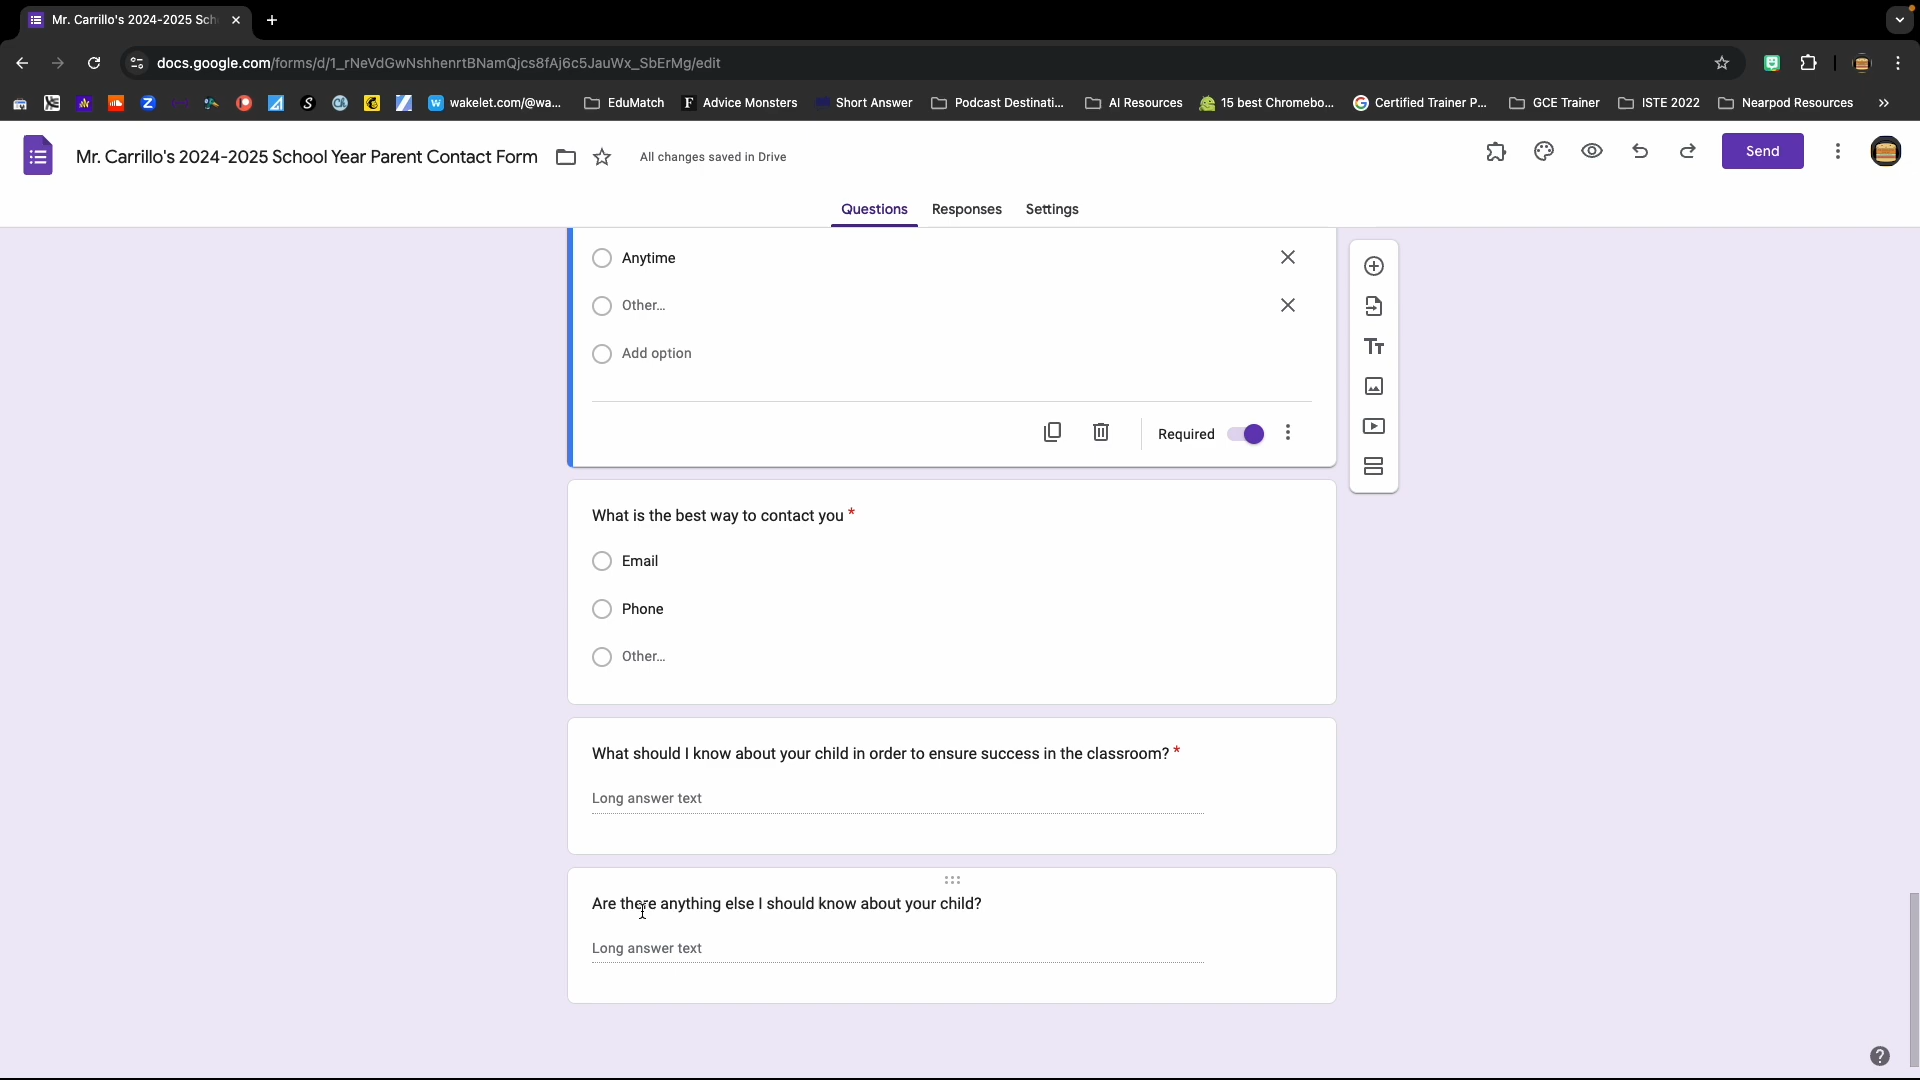 Mr. Carrillo's 2024-2025 Sch
docs.google.com/forms/d/1_rNeVdGwNshhenrtBNamQjcs8fAj6c5JauWx_SbErMg/edit
wakelet.com/@wa... EduMatch Advice Monsters Short Answer Podcast Destinati... AI Resources 15 best Chromebo... Certified Trainer P... GCE Trainer ISTE 2022 Nearpod Resources
Mr. Carrillo's 2024-2025 School Year Parent Contact Form All changes saved in Drive Send
Questions Responses Settings
Anytime
Other...
Add option
Required
What is the best way to contact you *
Email
Phone
Other...
What should I know about your child in order to ensure success in the classroom? *
Long answer text
Are there anything else I should know about your child?
Long answer text